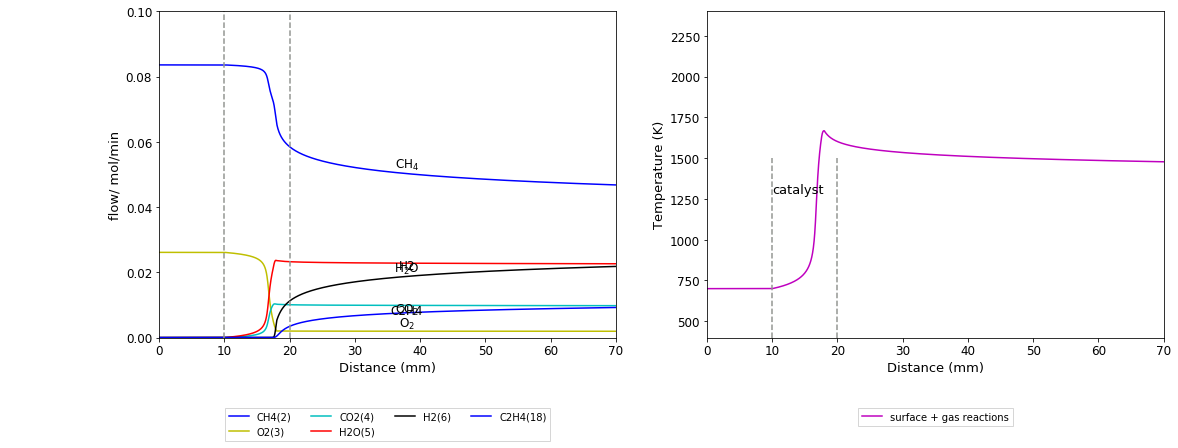 flow/ mol/min
0.10
0.08
0.06
0.04
0.02
0.00
CH4
H2
H2O
CO2
C2H4
O2
0 10 20 30 40 50 60 70
Distance (mm)
CH4(2) CO2(4) H2(6) C2H4(18)
O2(3) H2O(5)
Temperature (K)
2250
2000
1750
1500
1250
1000
750
500
catalyst
0 10 20 30 40 50 60 70
Distance (mm)
surface + gas reactions